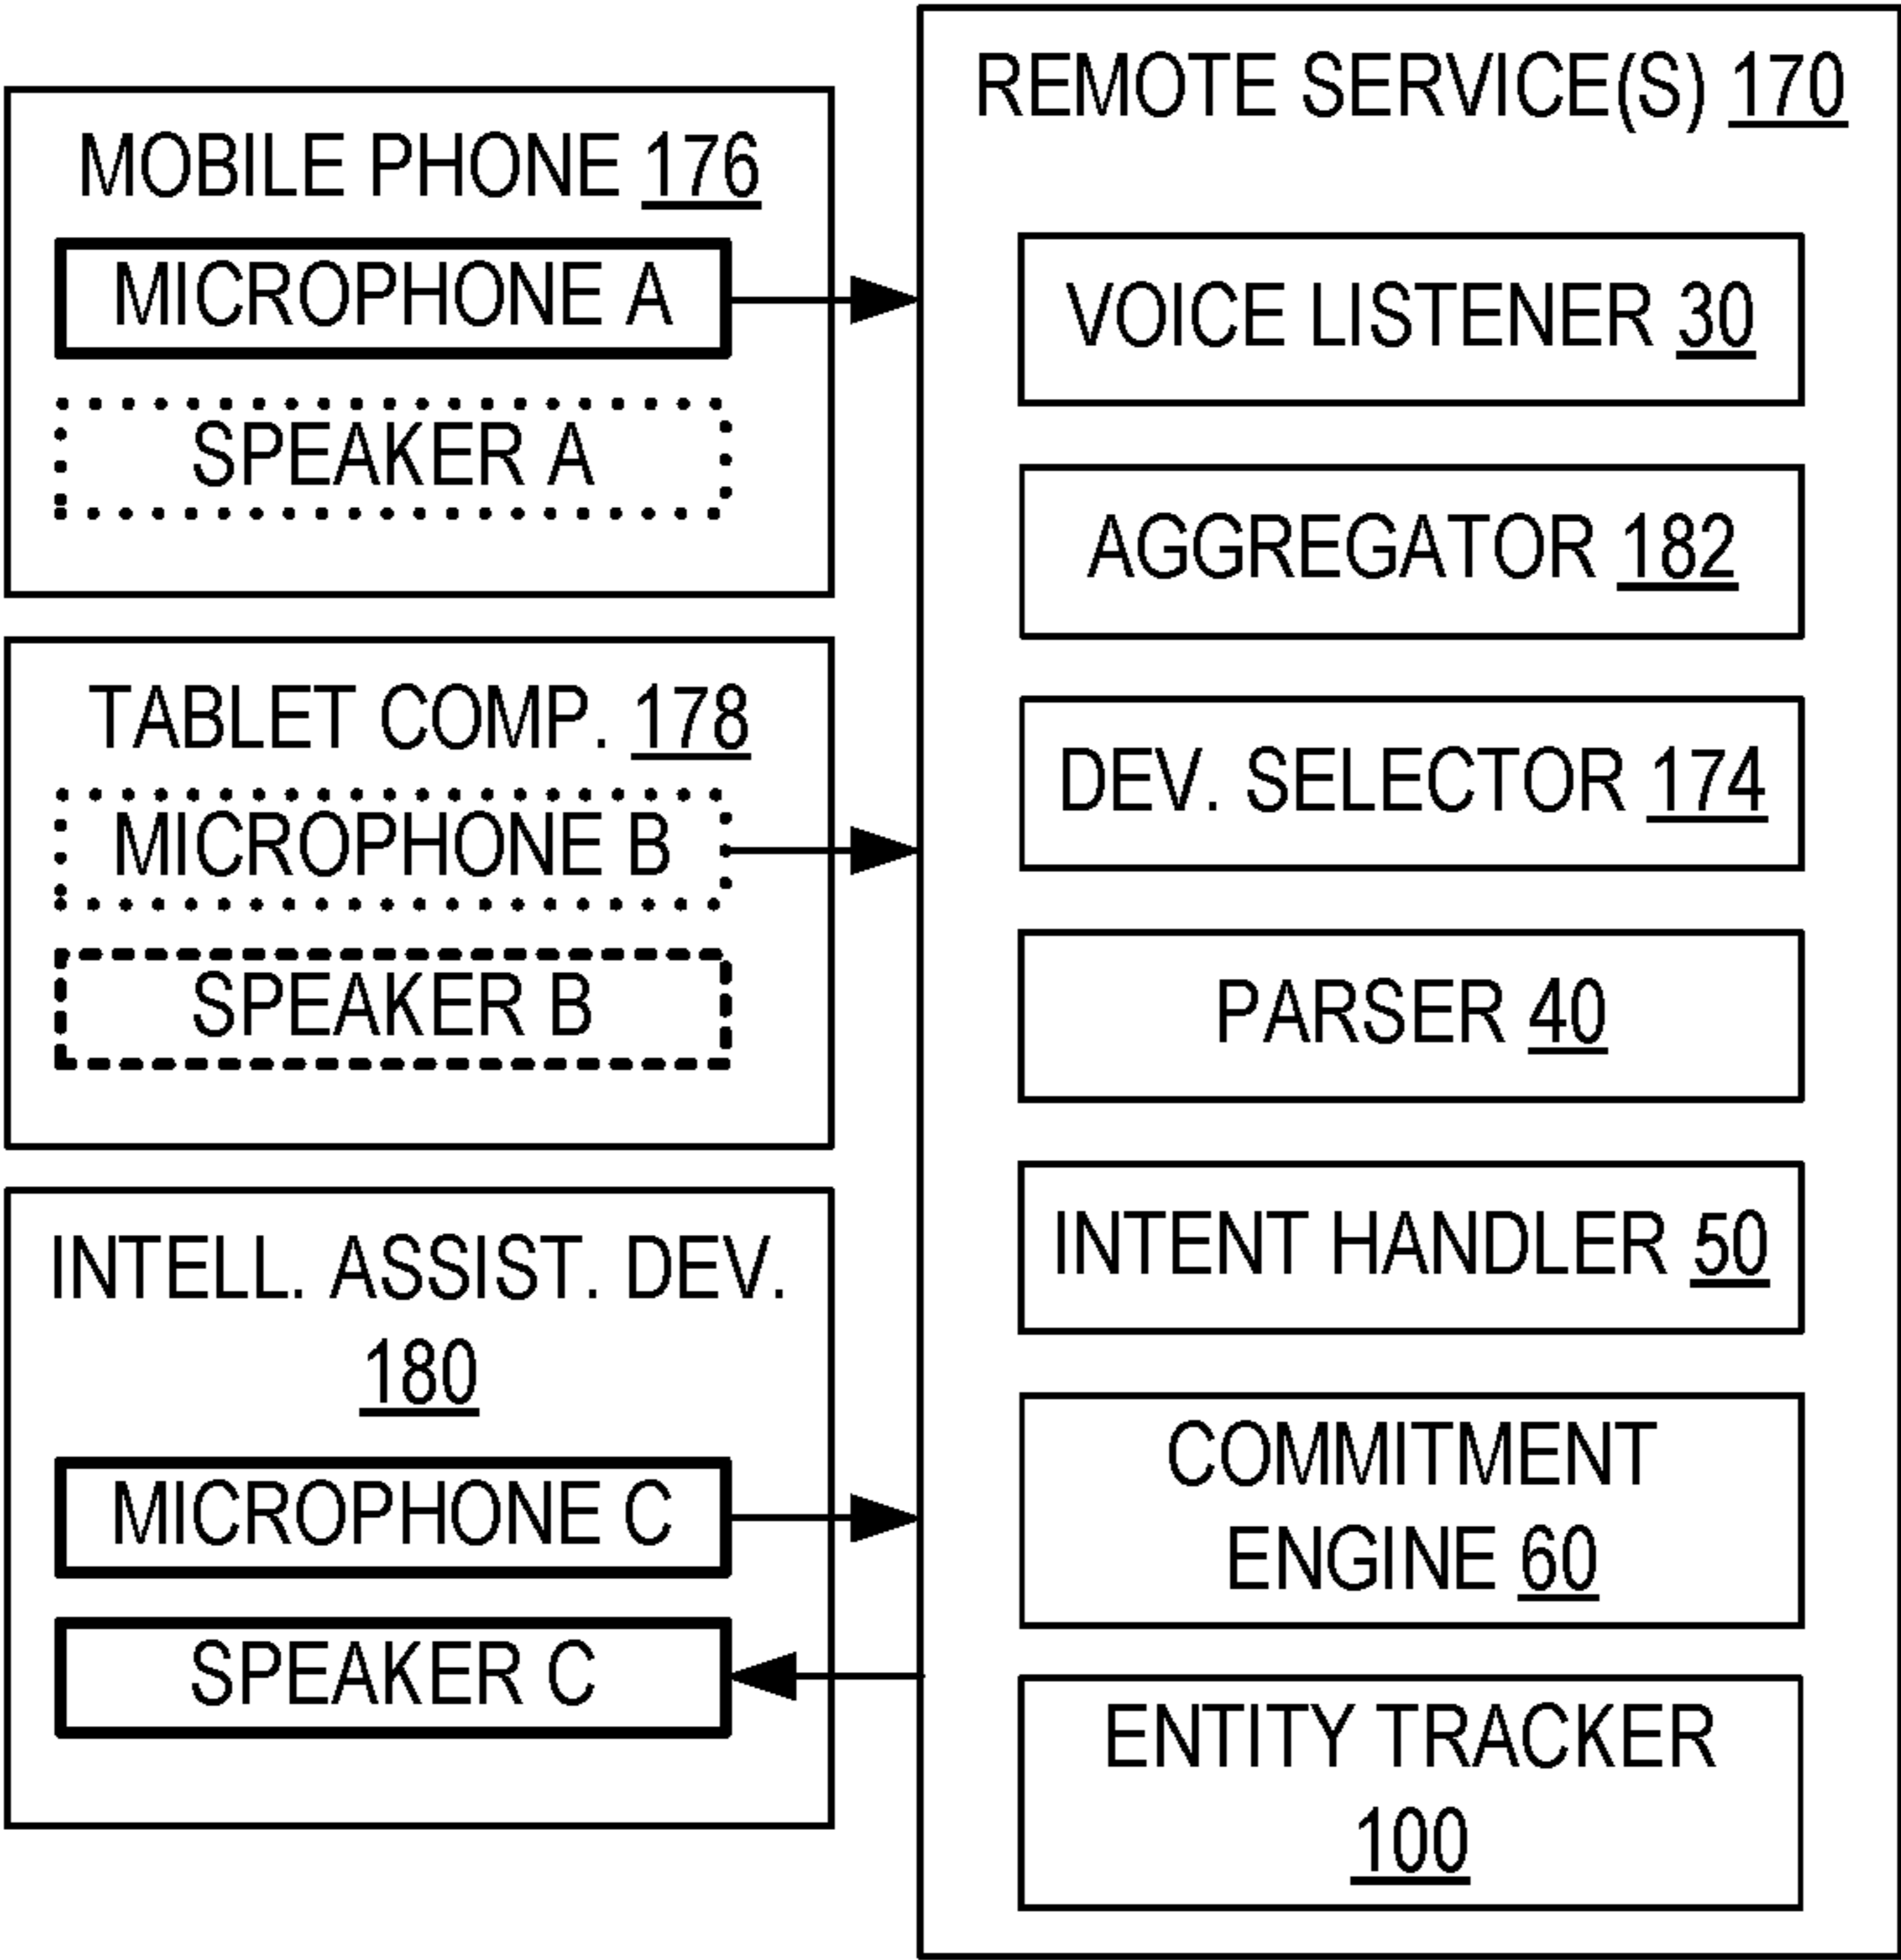 MOBILE PHONE 176
MICROPHONE A
SPEAKER A
TABLET COMP. 178
MICROPHONE B
SPEAKER B
INTELL. ASSIST. DEV.
180
MICROPHONE C
SPEAKER C
REMOTE SERVICE(S) 170
VOICE LISTENER 30
AGGREGATOR 182
DEV. SELECTOR 174
PARSER 40
INTENT HANDLER 50
COMMITMENT
ENGINE 60
ENTITY TRACKER
100